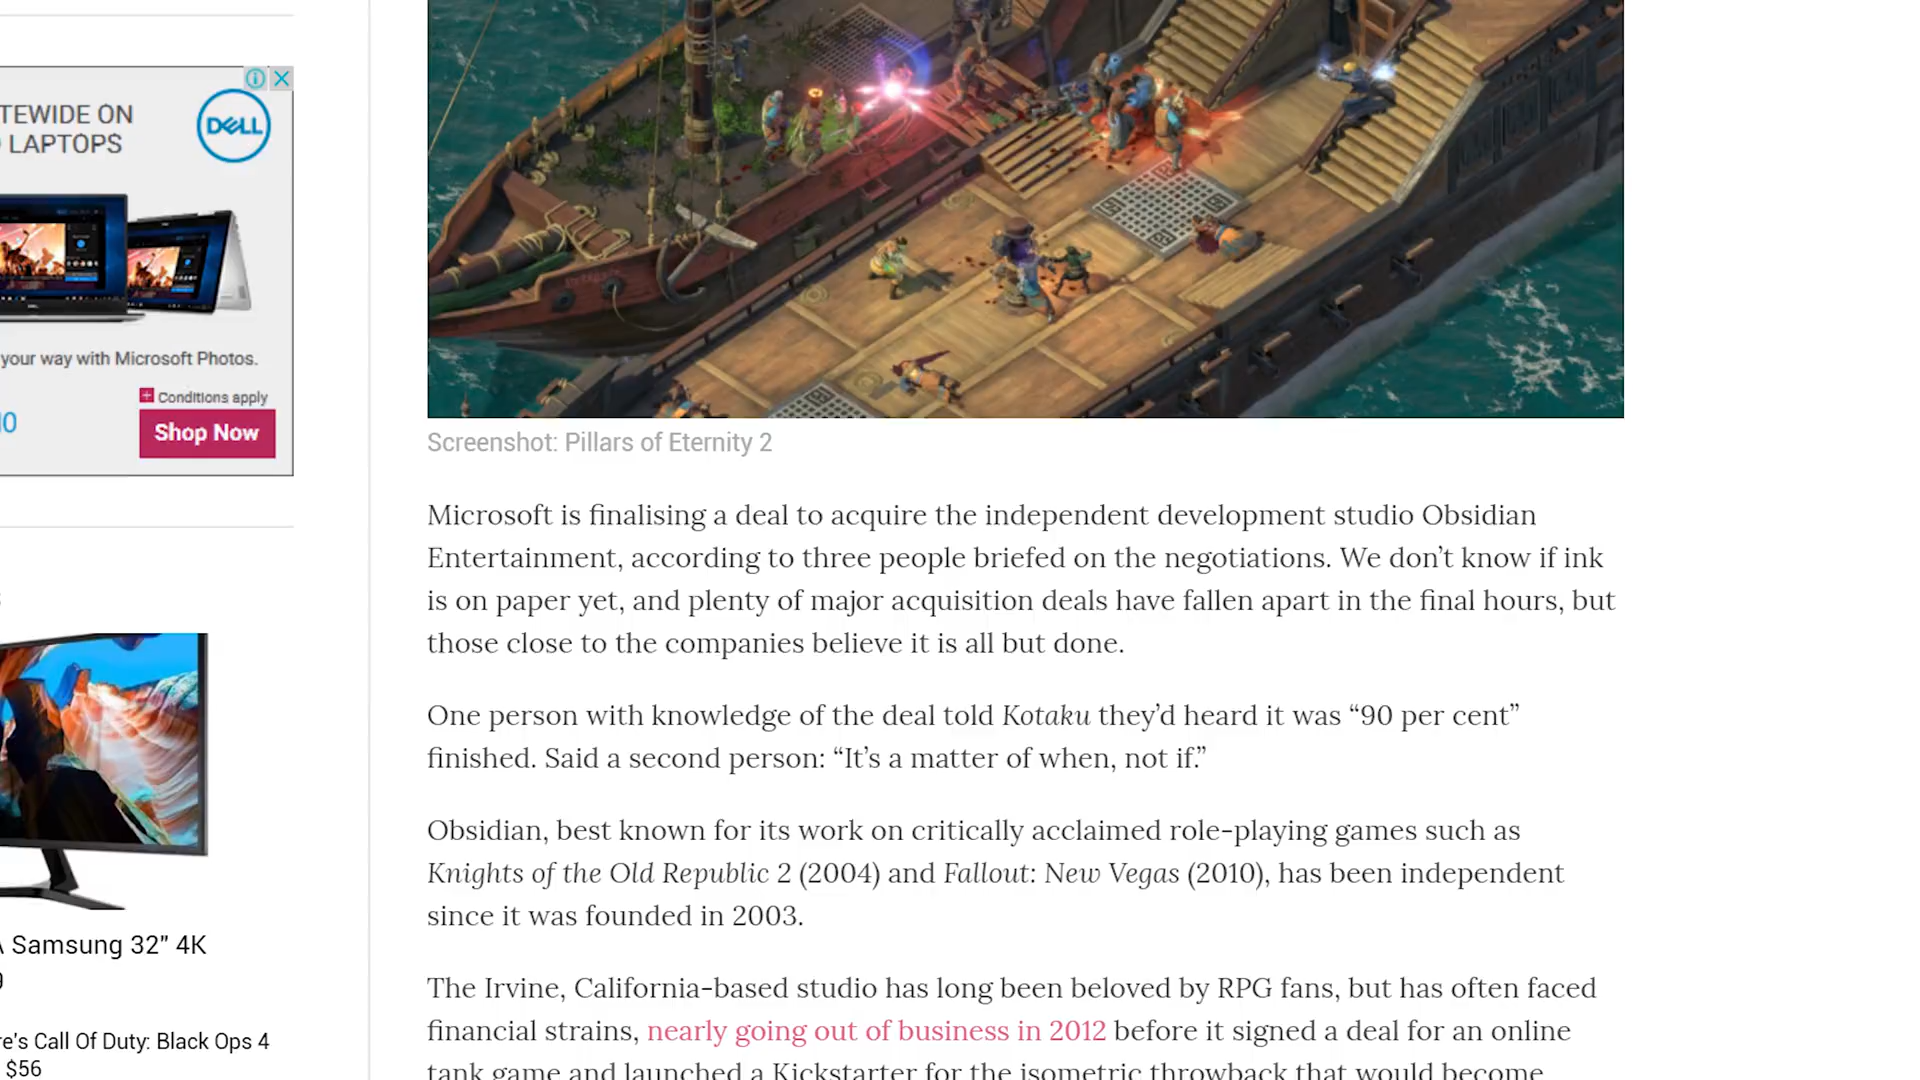 TEWIDE ON
LAPTOPS
DELL
your way with Microsoft Photos.
Conditions apply
Shop Now
Samsung 32" 4K
re's Call Of Duty: Black Ops 4
$56
Screenshot: Pillars of Eternity 2
Microsoft is finalising a deal to acquire the independent development studio Obsidian
Entertainment, according to three people briefed on the negotiations. We don’t know if ink
is on paper yet, and plenty of major acquisition deals have fallen apart in the final hours, but
those close to the companies believe it is all but done.
One person with knowledge of the deal told Kotaku they’d heard it was “90 per cent”
finished. Said a second person: “It’s a matter of when, not if.”
Obsidian, best known for its work on critically acclaimed role-playing games such as
Knights of the Old Republic 2 (2004) and Fallout: New Vegas (2010), has been independent
since it was founded in 2003.
The Irvine, California-based studio has long been beloved by RPG fans, but has often faced
financial strains, nearly going out of business in 2012 before it signed a deal for an online
tank game and launched a Kickstarter for the isometric throwback that would become